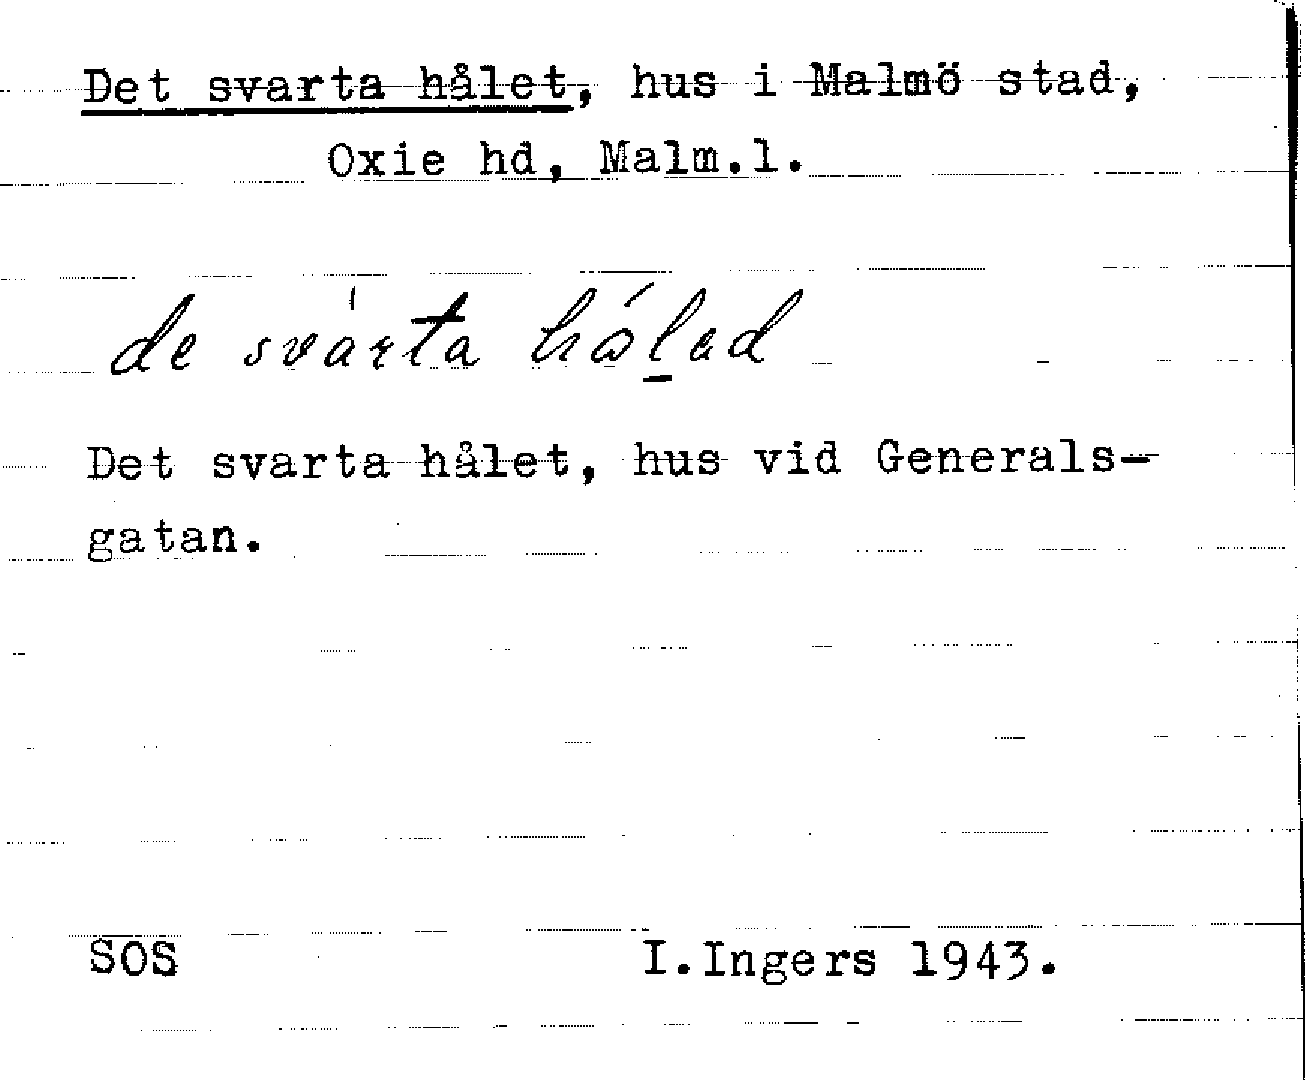 Det svarta hålet, hus i Malmö stad,
Oxie hd, Malm.l.
de svárta hóled
Det svarta hålet, hus vid Generals-
gatan.
SOS I.Ingers 1943.